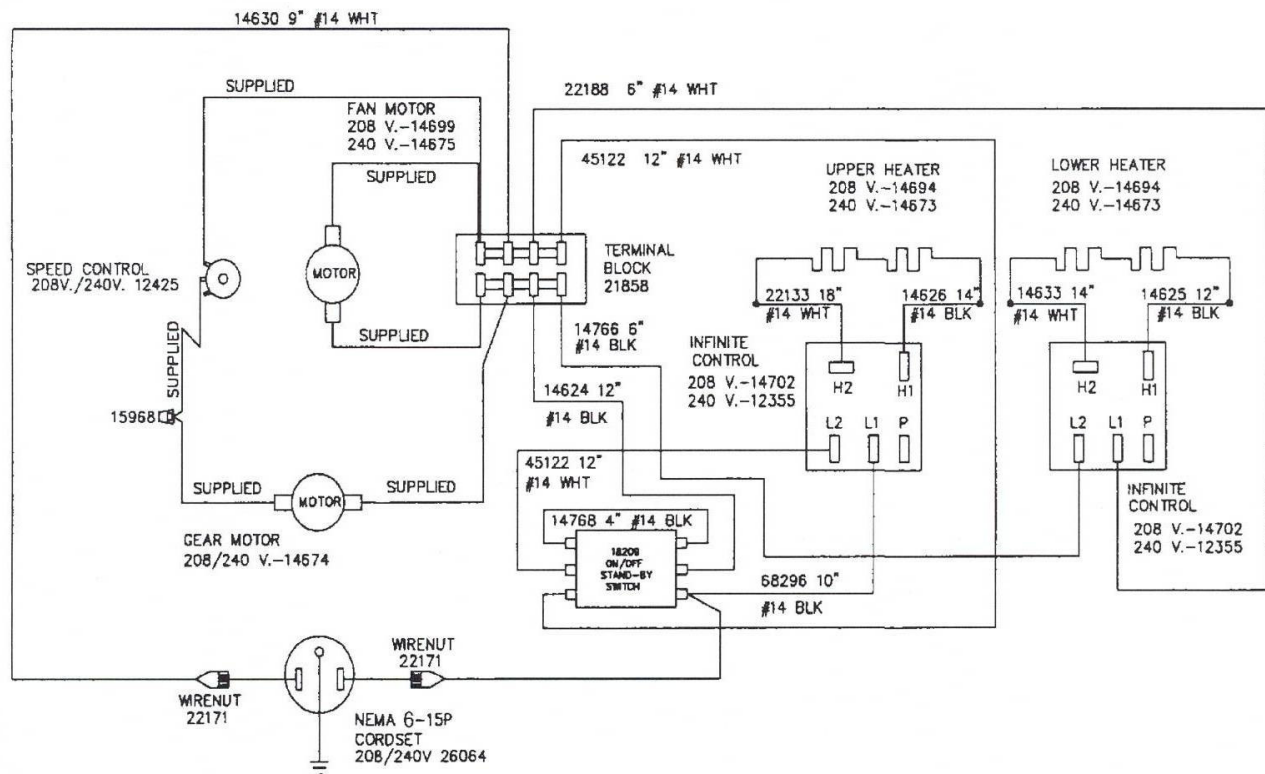 14630 9" #14 WHT
SUPPLIED
FAN MOTOR
208 V.-14699
240 V.-14675
SUPPLIED
22188 6" #14 WHT
45122 12" #14 WHT
UPPER HEATER
208 V.-14694
240 V.-14673
LOWER HEATER
208 V.-14694
240 V.-14673
SPEED CONTROL
208V./240V. 12425
MOTOR
TERMINAL
BLOCK
21858
22133 18"
#14 WHT
14626 14"
#14 BLK
14633 14"
#14 WHT
14625 12"
#14 BLK
SUPPLIED
SUPPLIED
14766 6"
#14 BLK
INFINITE
CONTROL
208 V.-14702
240 V.-12355
H2
H1
L2
L1
P
H2
H1
L2
L1
P
15968
14624 12"
#14 BLK
45122 12"
#14 WHT
SUPPLIED
MOTOR
SUPPLIED
GEAR MOTOR
208/240 V.-14674
14768 4" #14 BLK
18209
ON/OFF
STAND-BY
SWITCH
68296 10"
#14 BLK
INFINITE
CONTROL
208 V.-14702
240 V.-12355
WIRENUT
22171
WIRENUT
22171
NEMA 6-15P
CORDSET
208/240V 26064